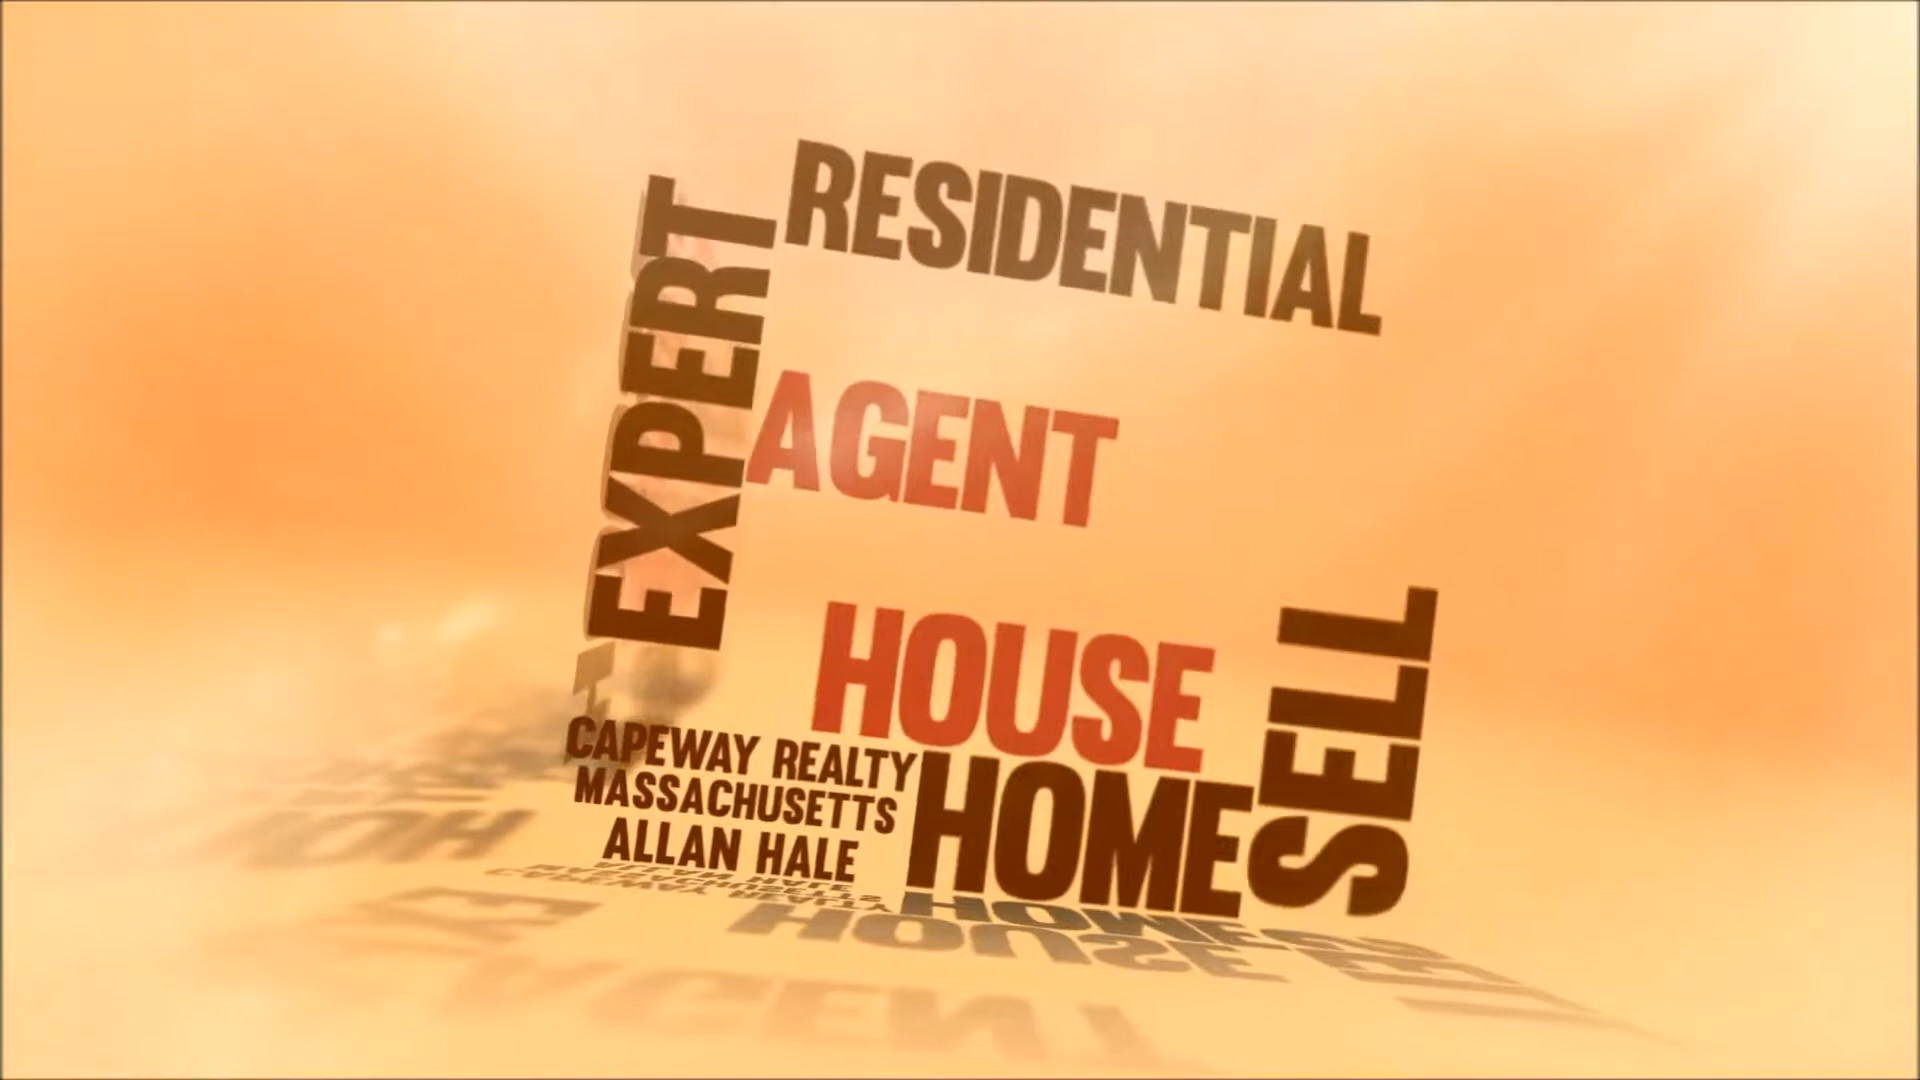 RESIDENTIAL
EXPERT
AGENT
HOUSE
SELL
CAPEWAY REALTY
MASSACHUSETTS
ALLAN HALE
HOME